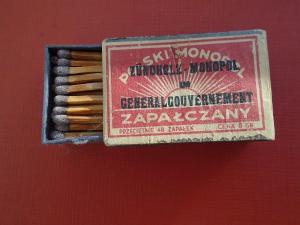 POLSKI MONOPOL
ZÜNDHOLZ-MONOPOL
IM
GENERALGOUVERNEMENT
ZAPAŁCZANY
PRZECIĘTNIE 48 ZAPAŁEK CENA 8 GR.